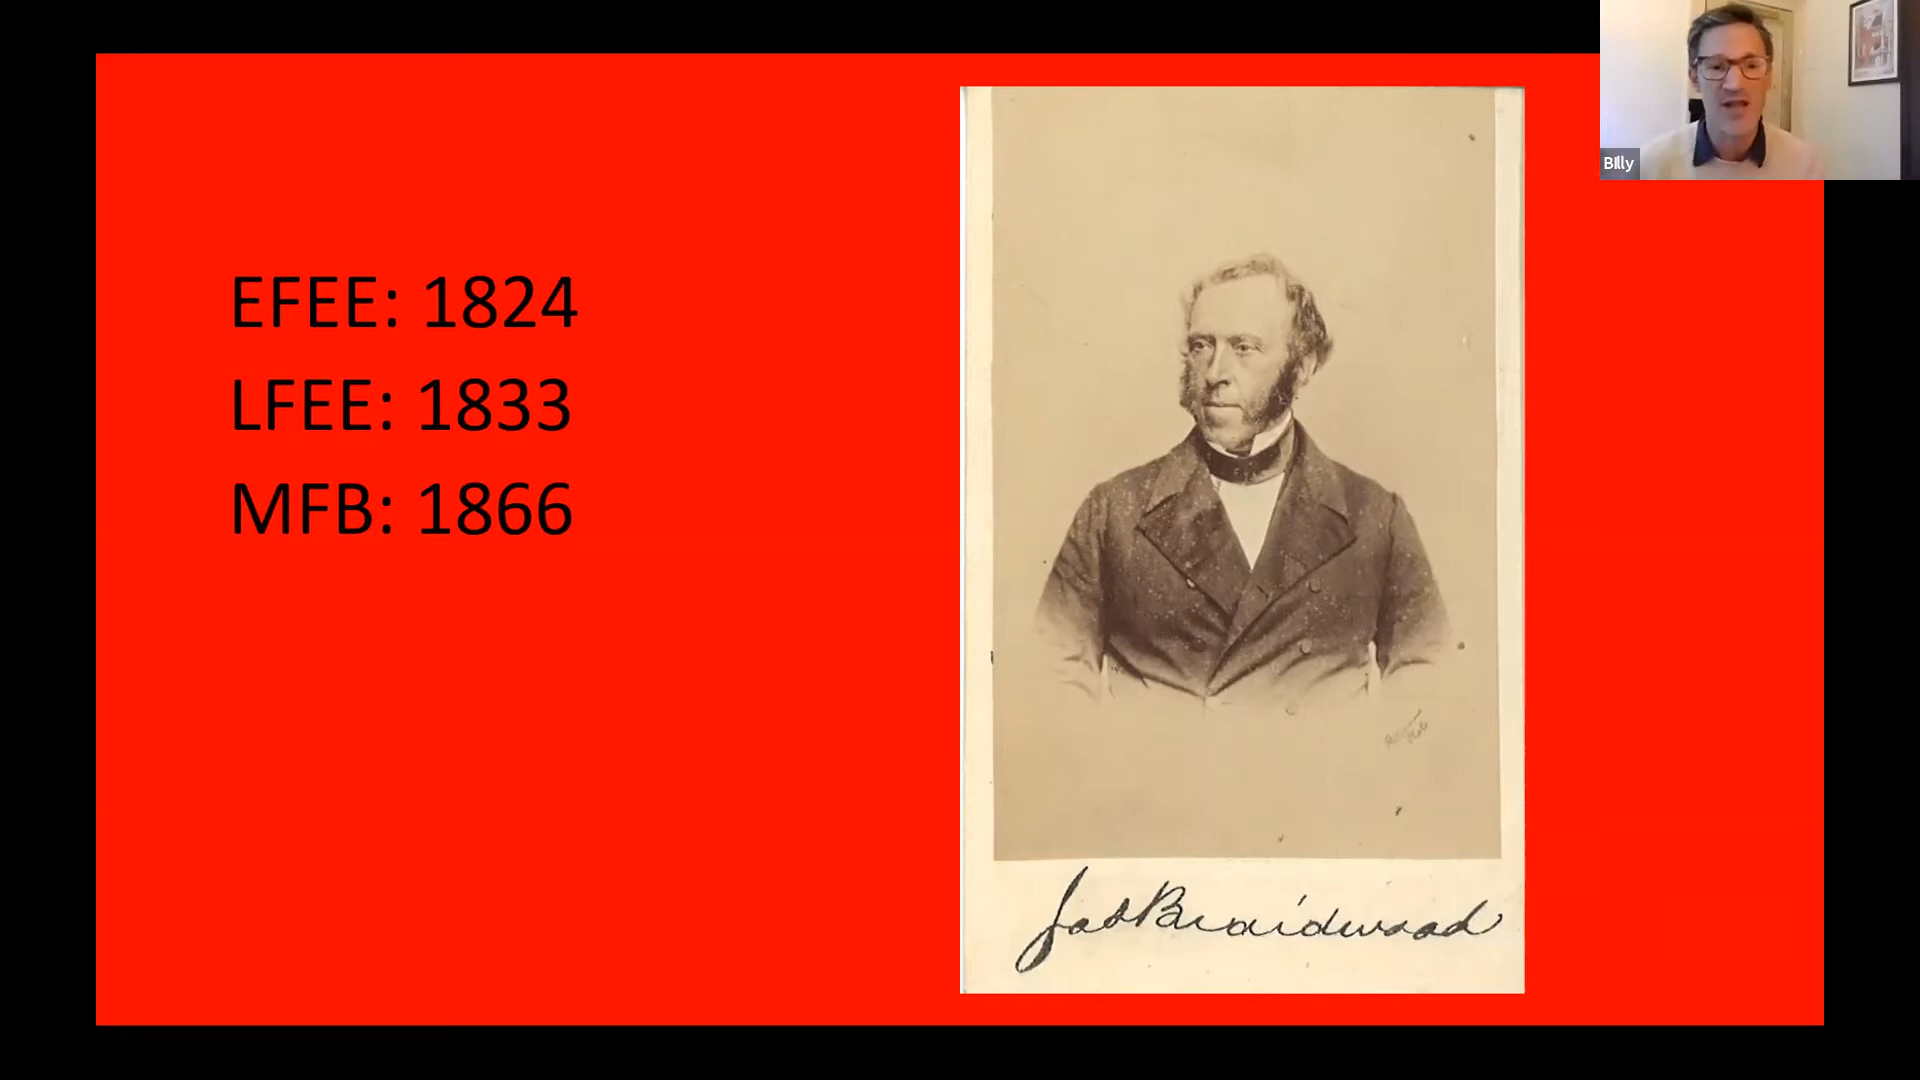 EFEE: 1824
LFEE: 1833
MFB: 1866
Jas Braidwood
BIlly